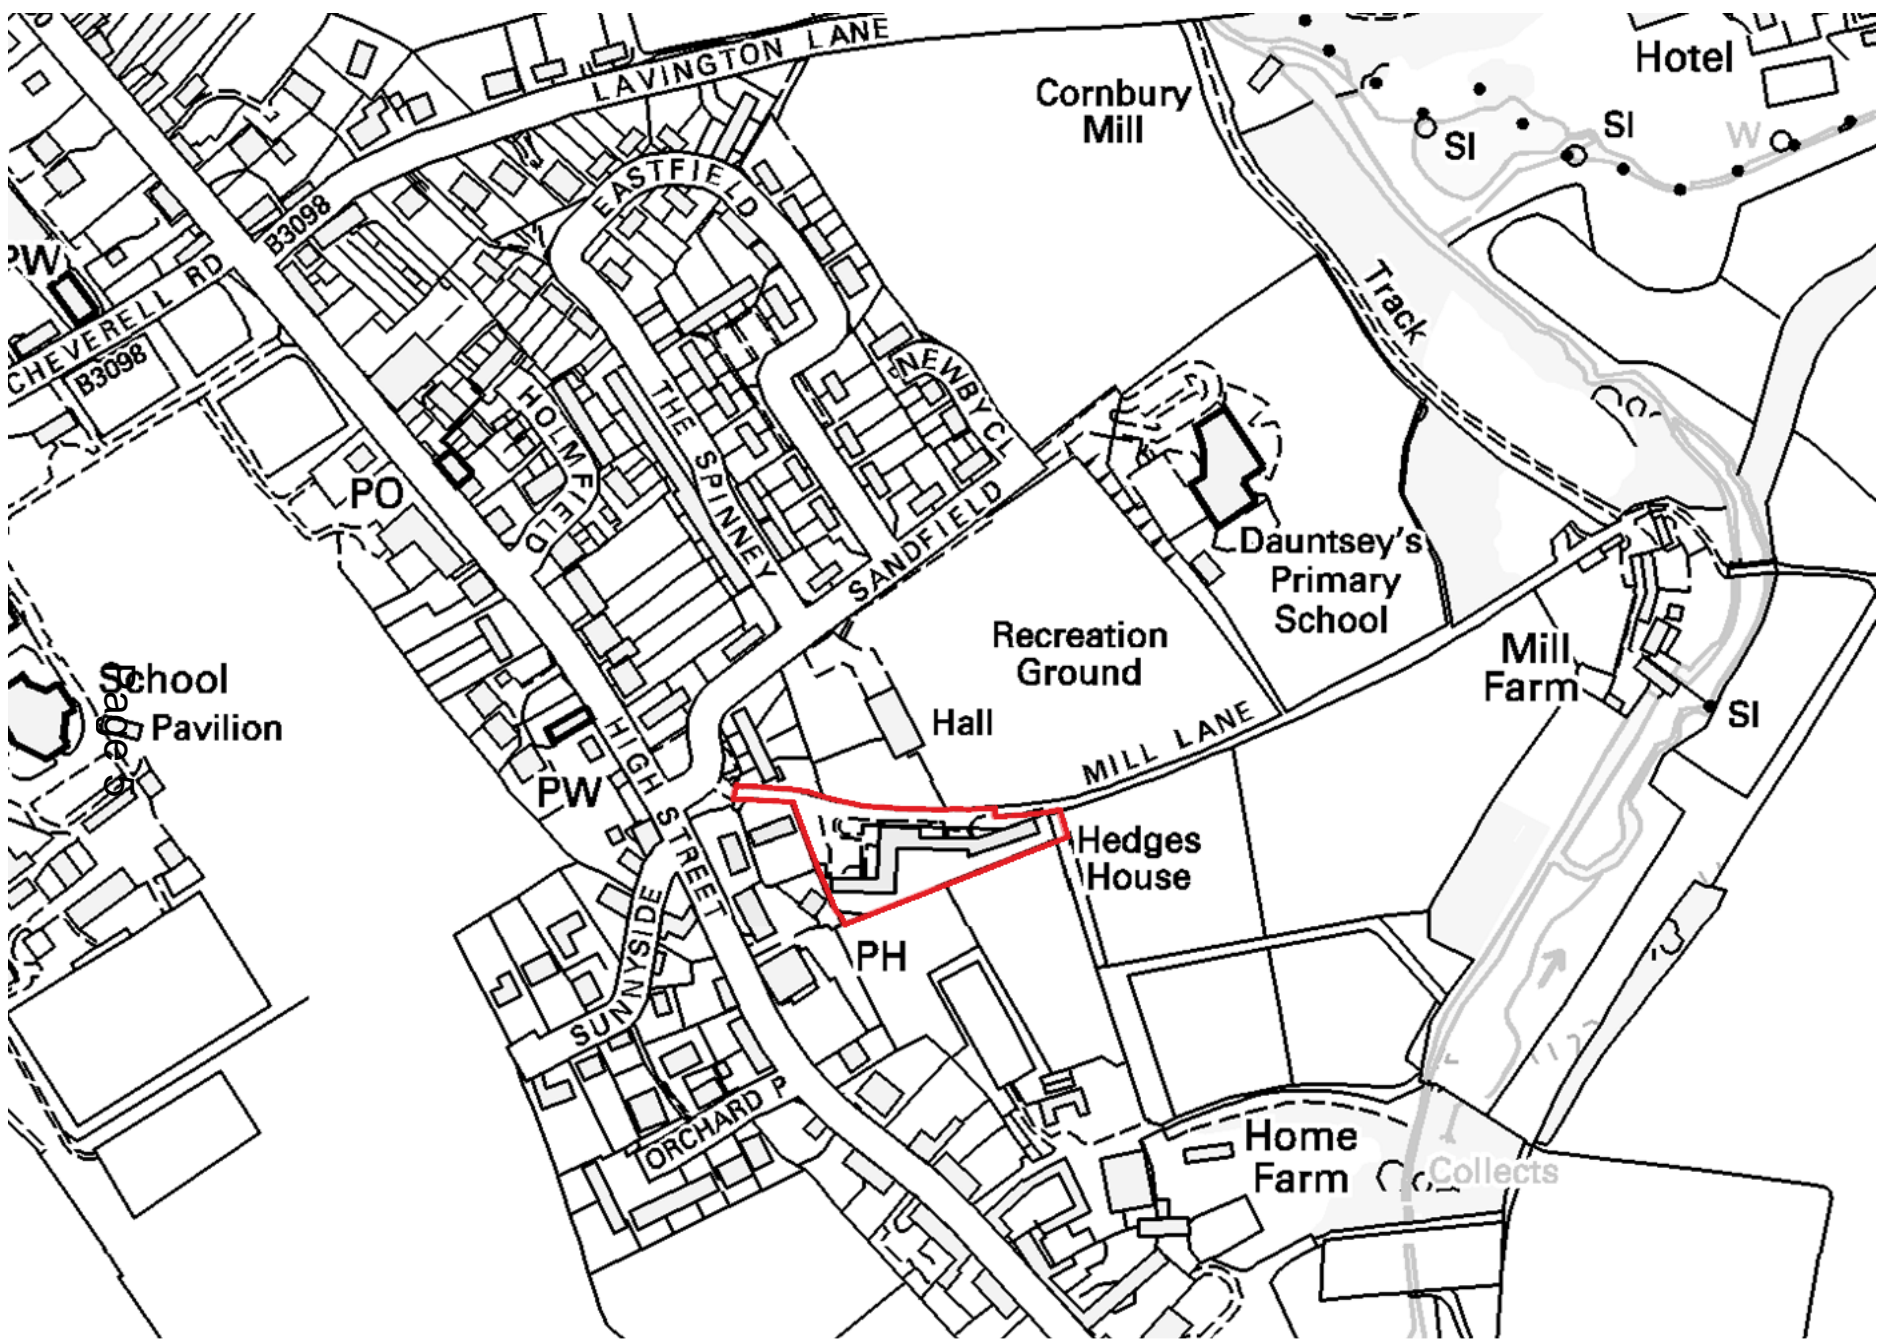 LAVINGTON LANE
Hotel
Cornbury
Mill
SI
SI
W
EASTFIELD
B3098
PW
CHEVERELL RD
B3098
Track
NEWBY CL
HOLMFIELD
THE SPINNEY
PO
SANDFIELD
Dauntsey's
Primary
School
Recreation
Ground
Mill
Farm
School
Pavilion
Page 5
Hall
SI
HIGH STREET
MILL LANE
PW
Hedges
House
SUNNYSIDE
PH
ORCHARD P
Home
Farm
Collects